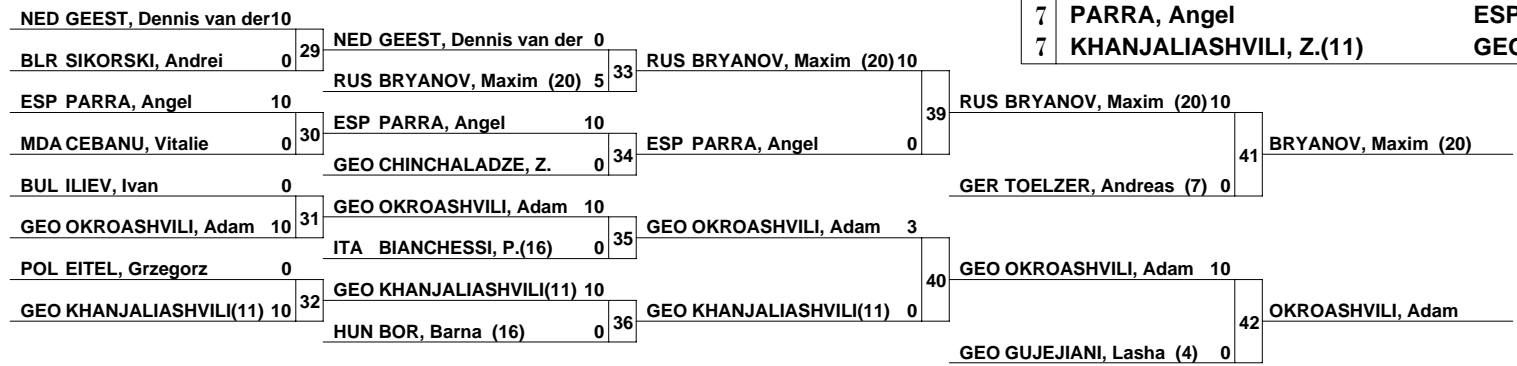 NED GEEST, Dennis van der 10
BLR SIKORSKI, Andrei 0
29
ESP PARRA, Angel 10
MDA CEBANU, Vitalie 0
30
BUL ILIEV, Ivan 0
GEO OKROASHVILI, Adam 10
31
POL EITEL, Grzegorz 0
GEO KHANJALIASHVILI(11) 10
32
NED GEEST, Dennis van der 0
RUS BRYANOV, Maxim (20) 5
33
ESP PARRA, Angel 10
GEO CHINCHALADZE, Z. 0
34
GEO OKROASHVILI, Adam 10
ITA BIANCHESSI, P.(16) 0
35
GEO KHANJALIASHVILI(11) 10
HUN BOR, Barna (16) 0
36
RUS BRYANOV, Maxim (20) 10
ESP PARRA, Angel 0
39
GEO OKROASHVILI, Adam 3
GEO KHANJALIASHVILI(11) 0
40
RUS BRYANOV, Maxim (20) 10
GER TOELZER, Andreas (7) 0
41
GEO OKROASHVILI, Adam 10
GEO GUJEJIANI, Lasha (4) 0
42
BRYANOV, Maxim (20)
OKROASHVILI, Adam
7 PARRA, Angel ESP
7 KHANJALIASHVILI, Z.(11) GEO